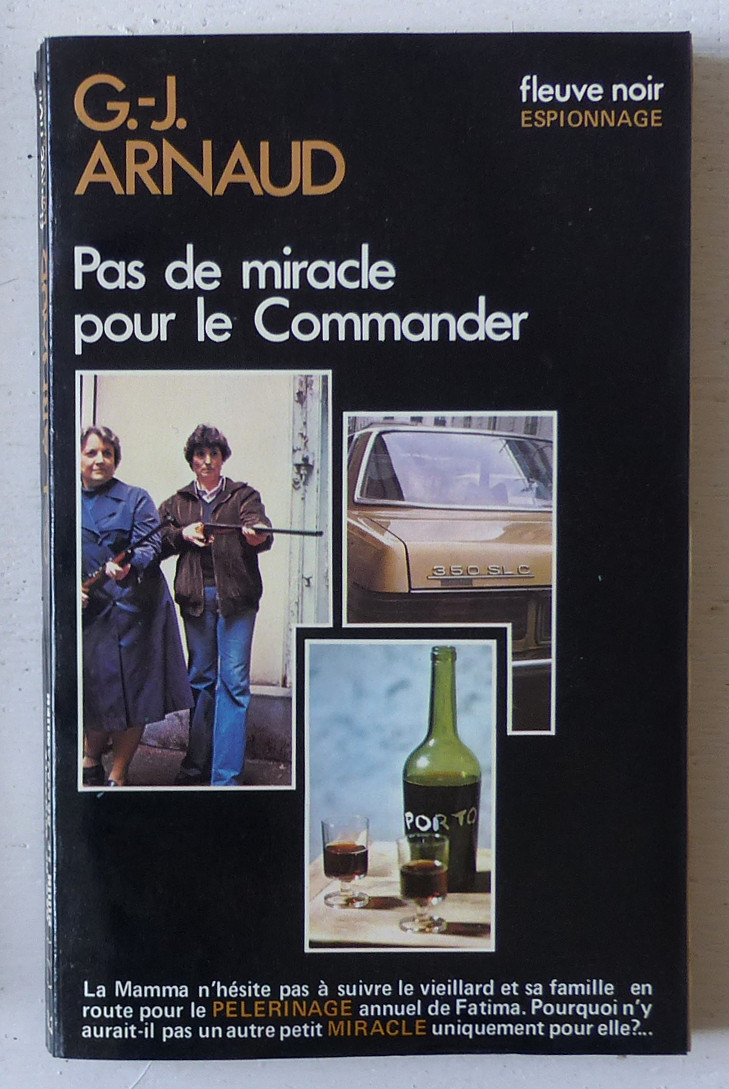 G.-J.
ARNAUD
fleuve noir
ESPIONNAGE
Pas de miracle
pour le Commander
350 SLC
PORTO
La Mamma n'hésite pas à suivre le vieillard et sa famille en
route pour le PELERINAGE annuel de Fatima. Pourquoi n'y
aurait-il pas un autre petit MIRACLE uniquement pour elle?...